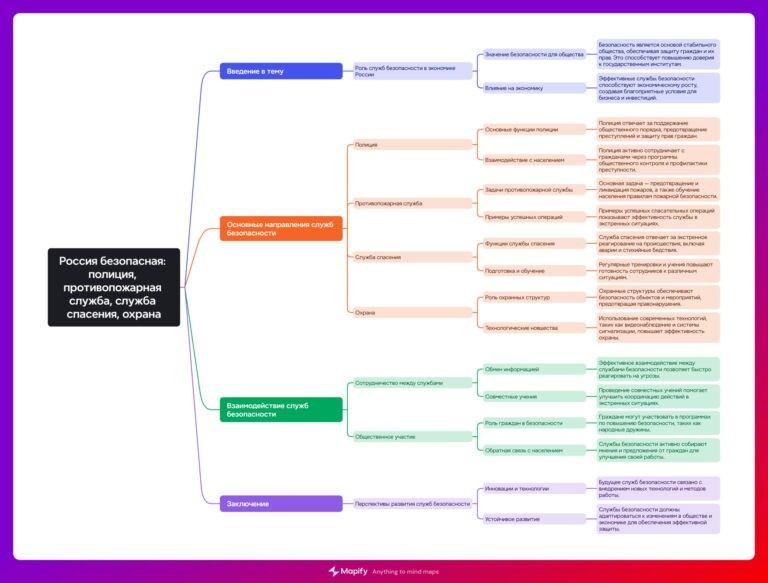 Россия безопасная:
полиция,
противопожарная
служба, служба
спасения, охрана
Введение в тему
Роль служб безопасности в экономике
России
Значение безопасности для общества
Безопасность является основой стабильного
общества, обеспечивая защиту граждан и их
прав. Это способствует повышению доверия
к государственным институтам.
Влияние на экономику
Эффективные службы безопасности
способствуют экономическому росту,
создавая благоприятные условия для
бизнеса и инвестиций.
Основные направления служб
безопасности
Полиция
Основные функции полиции
Полиция отвечает за поддержание
общественного порядка, предотвращение
преступлений и защиту прав граждан.
Взаимодействие с населением
Полиция активно сотрудничает с
гражданами через программы
общественного контроля и профилактики
преступности.
Противопожарная служба
Задачи противопожарной службы
Основная задача — предотвращение и
ликвидация пожаров, а также обучение
населения правилам пожарной безопасности.
Примеры успешных операций
Примеры успешных спасательных операций
показывают эффективность службы в
экстренных ситуациях.
Служба спасения
Функции службы спасения
Служба спасения отвечает за экстренное
реагирование на происшествия, включая
аварии и стихийные бедствия.
Подготовка и обучение
Регулярные тренировки и учения повышают
готовность сотрудников к различным
ситуациям.
Охрана
Роль охранных структур
Охранные структуры обеспечивают
безопасность объектов и мероприятий,
предотвращая правонарушения.
Технологические новшества
Использование современных технологий,
таких как видеонаблюдение и системы
сигнализации, повышает эффективность
охраны.
Взаимодействие служб
безопасности
Сотрудничество между службами
Обмен информацией
Эффективное взаимодействие между
службами безопасности позволяет быстро
реагировать на угрозы.
Совместные учения
Проведение совместных учений помогает
улучшить координацию действий в
экстренных ситуациях.
Общественное участие
Роль граждан в безопасности
Граждане могут участвовать в программах
по повышению безопасности, таких как
народные дружины.
Обратная связь с населением
Службы безопасности активно собирают
мнения и предложения от граждан для
улучшения своей работы.
Заключение
Перспективы развития служб безопасности
Инновации и технологии
Будущее служб безопасности связано с
внедрением новых технологий и методов
работы.
Устойчивое развитие
Службы безопасности должны
адаптироваться к изменениям в обществе и
экономике для обеспечения эффективной
защиты.
Mapify Anything to mind maps